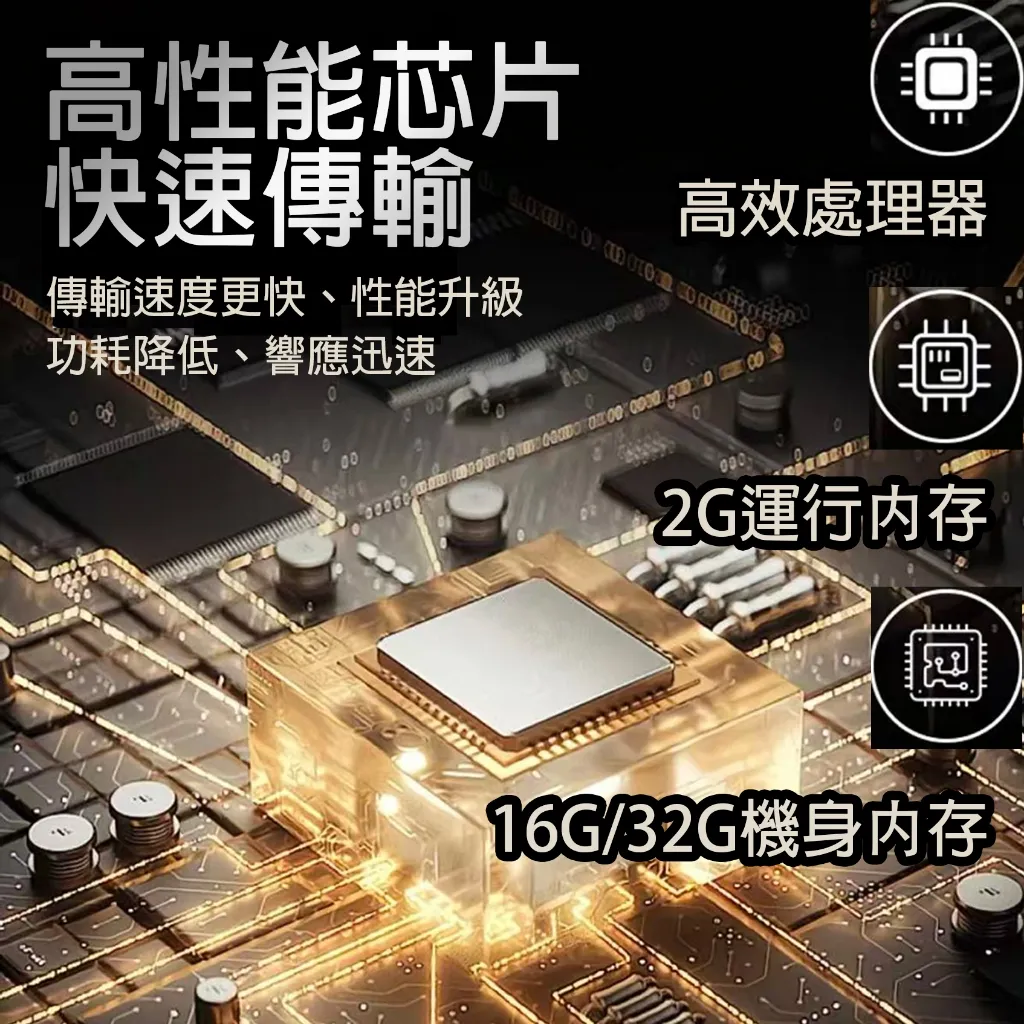 高性能芯片
快速傳輸
傳輸速度更快、性能升級
功耗降低、響應迅速
高效處理器
2G運行内存
16G/32G機身内存